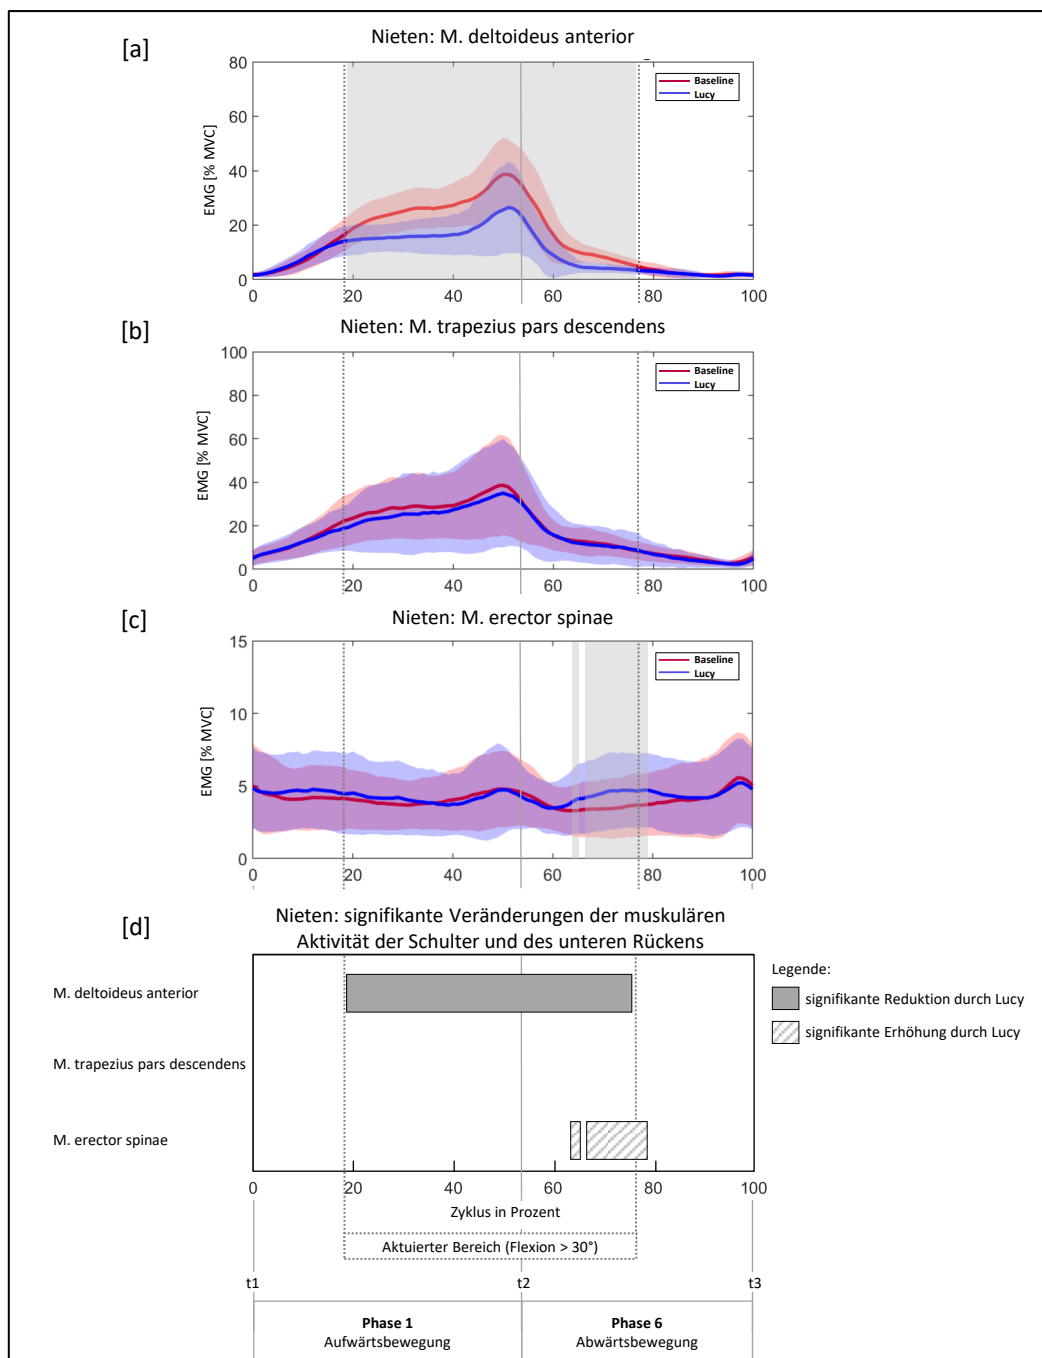 [a]
Nieten: M. deltoideus anterior
EMG [% MVC]
80
60
40
20
0
Baseline
Lucy
0 20 40 60 80 100
[b]
Nieten: M. trapezius pars descendens
EMG [% MVC]
100
80
60
40
20
0
Baseline
Lucy
0 20 40 60 80 100
[c]
Nieten: M. erector spinae
EMG [% MVC]
15
10
5
0
Baseline
Lucy
0 20 40 60 80 100
[d]
Nieten: signifikante Veränderungen der muskulären
Aktivität der Schulter und des unteren Rückens
M. deltoideus anterior
M. trapezius pars descendens
M. erector spinae
Legende:
signifikante Reduktion durch Lucy
signifikante Erhöhung durch Lucy
0 20 40 60 80 100
Zyklus in Prozent
Aktuierter Bereich (Flexion > 30°)
t1 t2 t3
Phase 1
Aufwärtsbewegung
Phase 6
Abwärtsbewegung